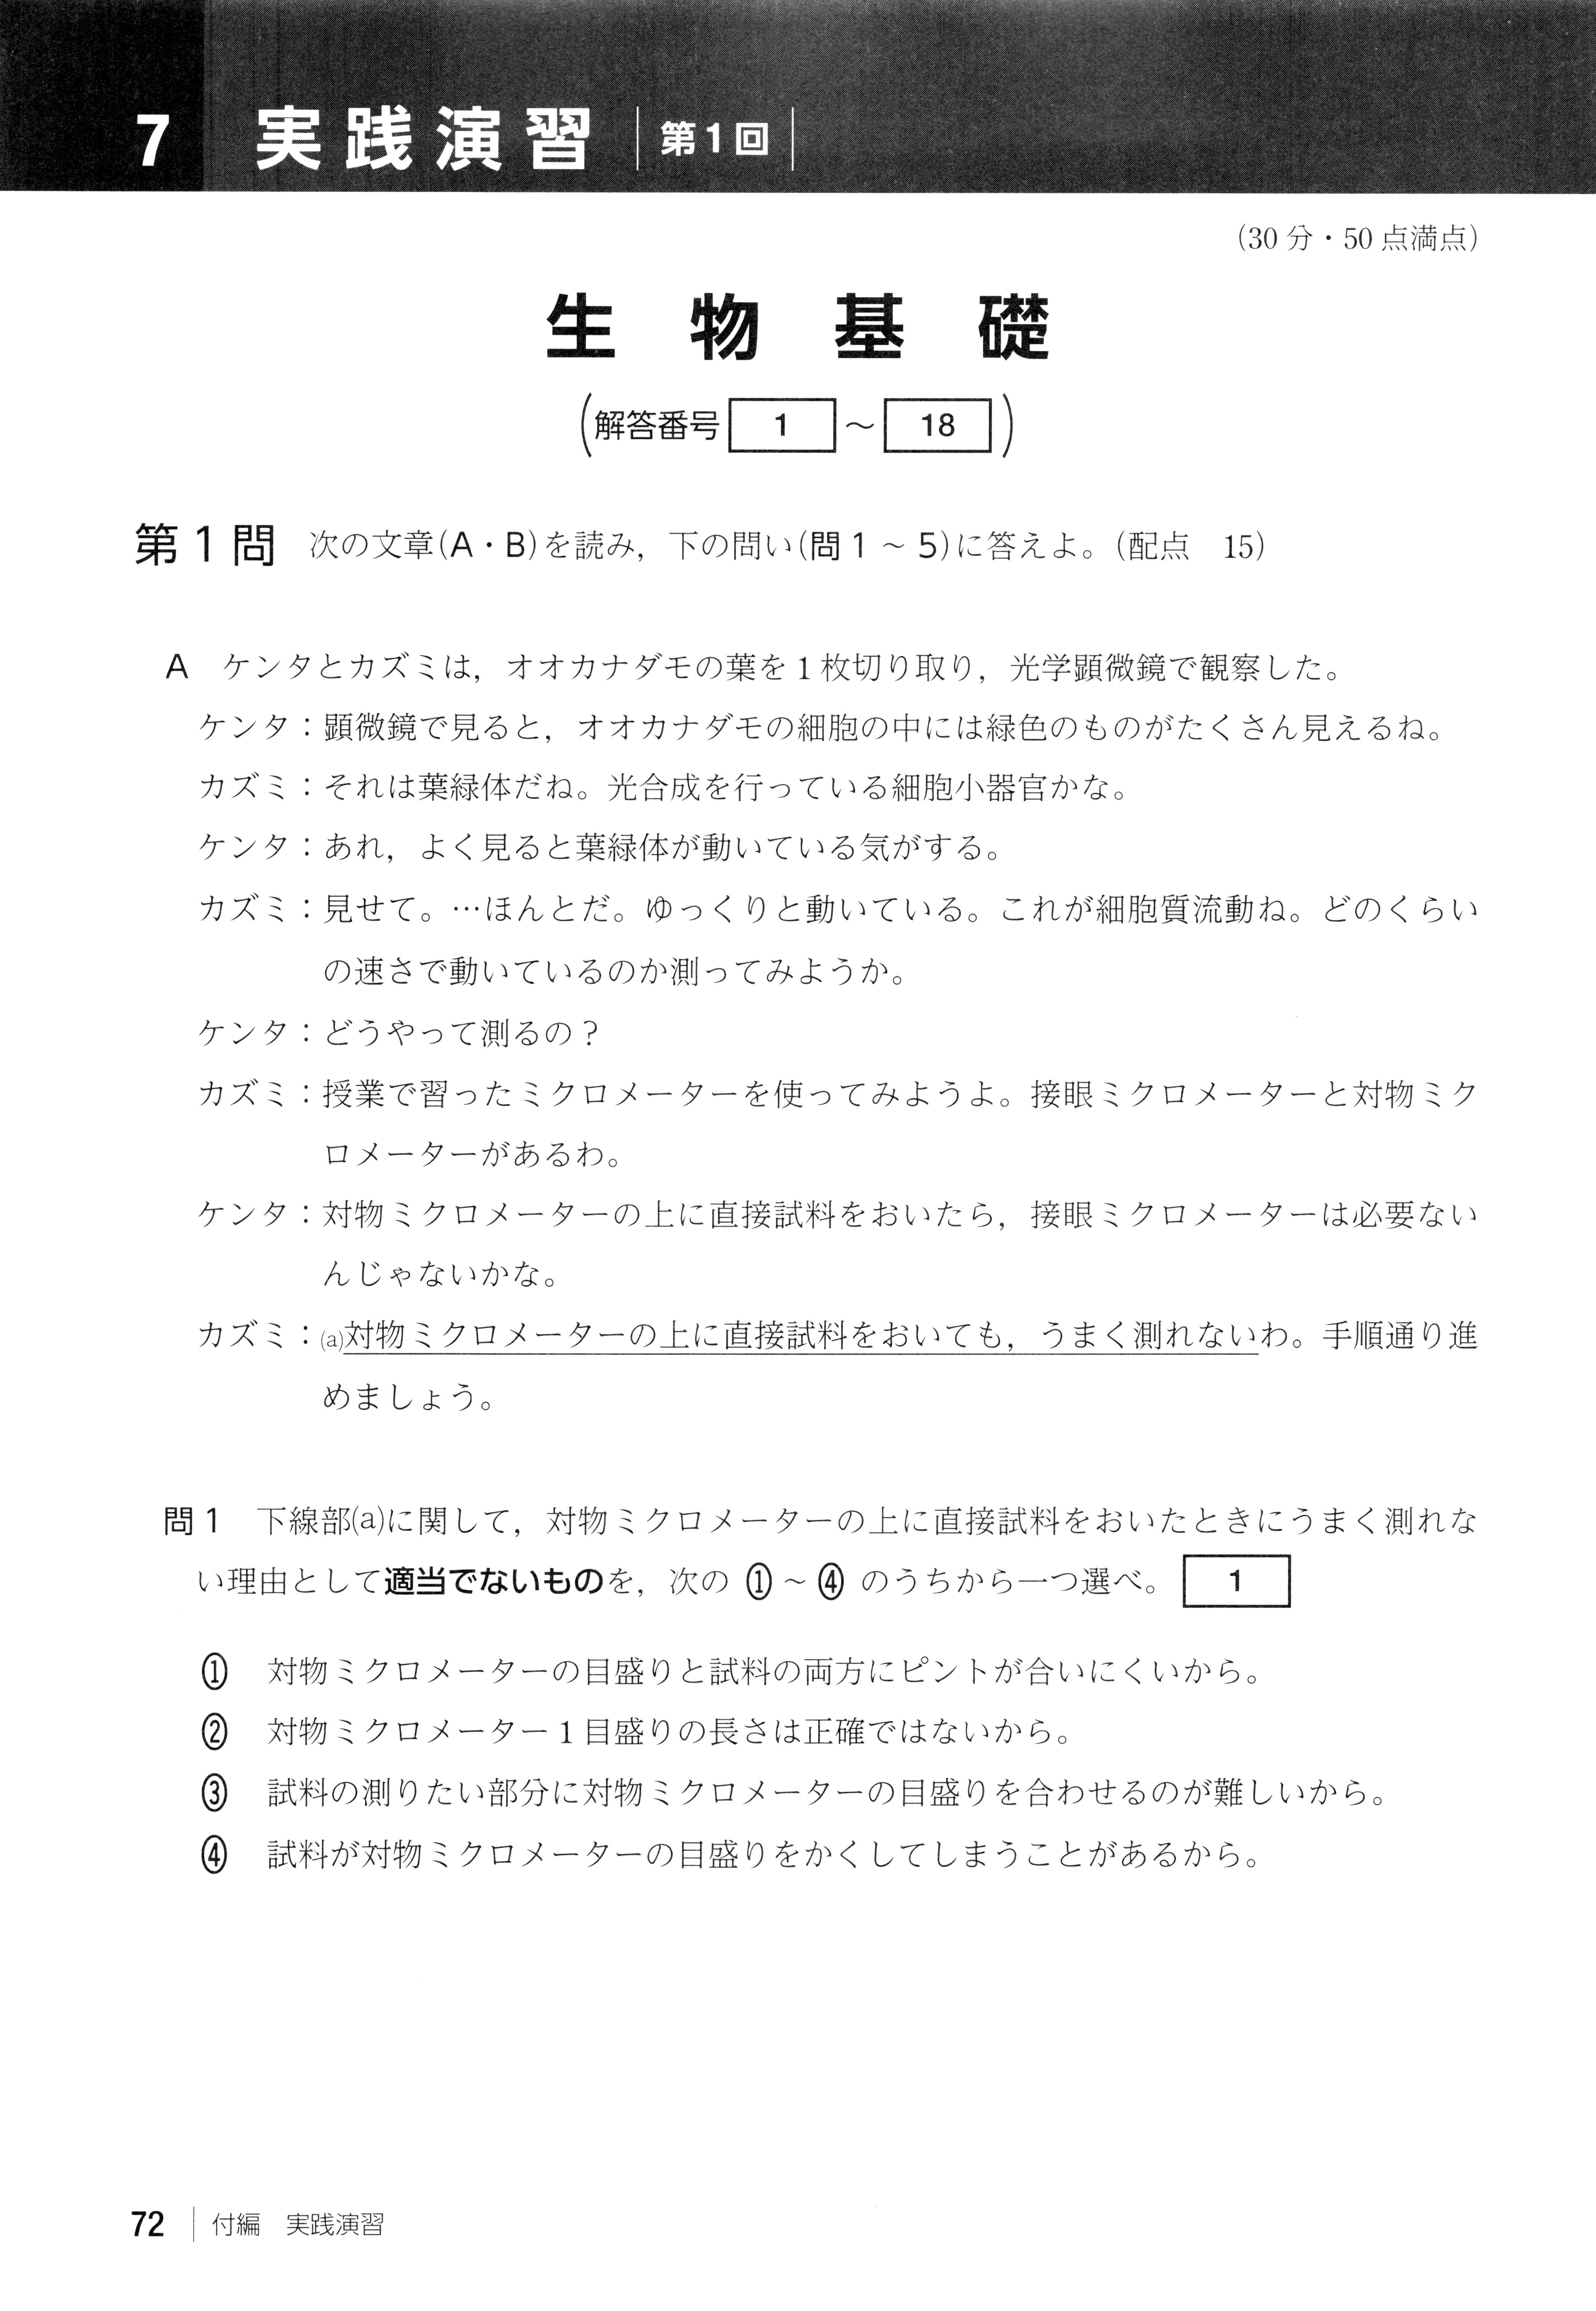 7 実践演習 第1回
(30分・50点満点)
生物基礎
(解答番号 1 ~ 18)
第1問 次の文章(A・B)を読み，下の問い(問1～5)に答えよ。(配点 15)
A ケンタとカズミは，オオカナダモの葉を1枚切り取り，光学顕微鏡で観察した。
ケンタ：顕微鏡で見ると，オオカナダモの細胞の中には緑色のものがたくさん見えるね。
カズミ：それは葉緑体だね。光合成を行っている細胞小器官かな。
ケンタ：あれ，よく見ると葉緑体が動いている気がする。
カズミ：見せて。…ほんとだ。ゆっくりと動いている。これが細胞質流動ね。どのくらい
の速さで動いているのか測ってみようか。
ケンタ：どうやって測るの？
カズミ：授業で習ったミクロメーターを使ってみようよ。接眼ミクロメーターと対物ミク
ロメーターがあるわ。
ケンタ：対物ミクロメーターの上に直接試料をおいたら，接眼ミクロメーターは必要ない
んじゃないかな。
カズミ：(a)対物ミクロメーターの上に直接試料をおいても，うまく測れないわ。手順通り進
めましょう。
問1 下線部(a)に関して，対物ミクロメーターの上に直接試料をおいたときにうまく測れな
い理由として適当でないものを，次の ①～④ のうちから一つ選べ。 1
① 対物ミクロメーターの目盛りと試料の両方にピントが合いにくいから。
② 対物ミクロメーター1目盛りの長さは正確ではないから。
③ 試料の測りたい部分に対物ミクロメーターの目盛りを合わせるのが難しいから。
④ 試料が対物ミクロメーターの目盛りをかくしてしまうことがあるから。
72 付編 実践演習